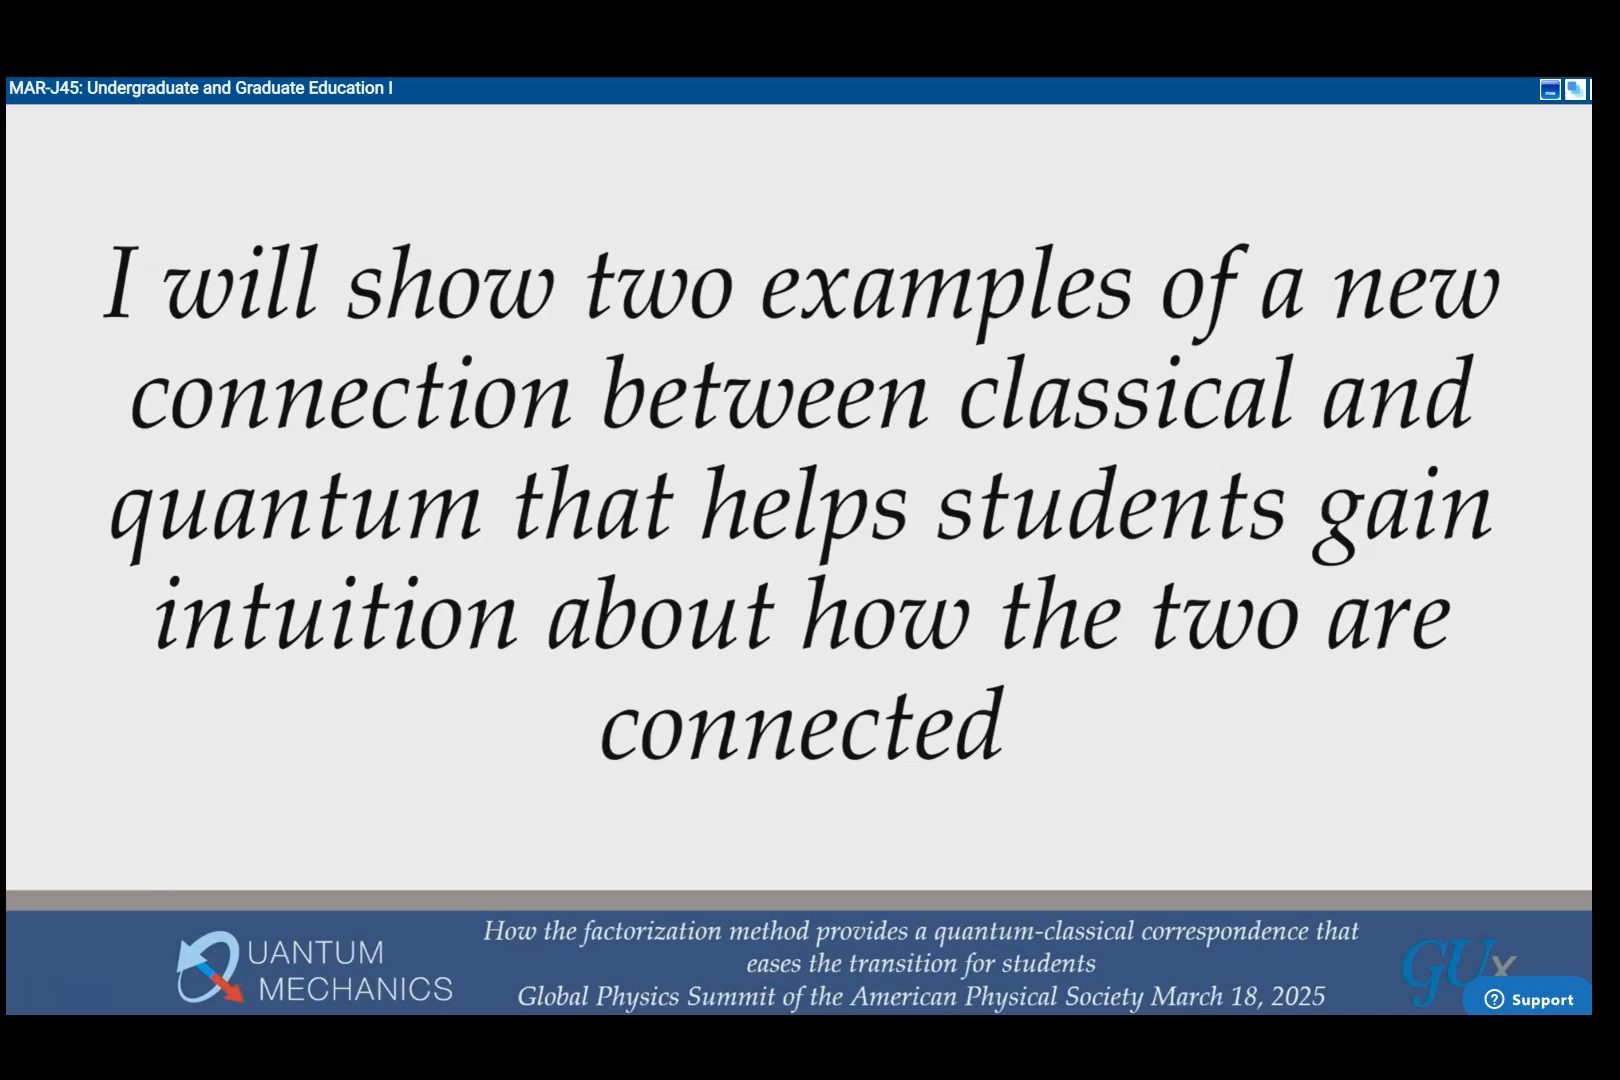 MAR-J45: Undergraduate and Graduate Education I
I will show two examples of a new
connection between classical and
quantum that helps students gain
intuition about how the two are
connected
QUANTUM
MECHANICS
How the factorization method provides a quantum-classical correspondence that
eases the transition for students
Global Physics Summit of the American Physical Society March 18, 2025
GUx
? Support